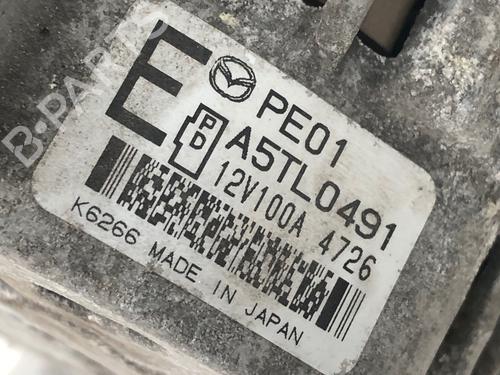 E PE01
A5TL0491
P
D
12V100A 4726
K6266 MADE IN JAPAN
B-PARTS